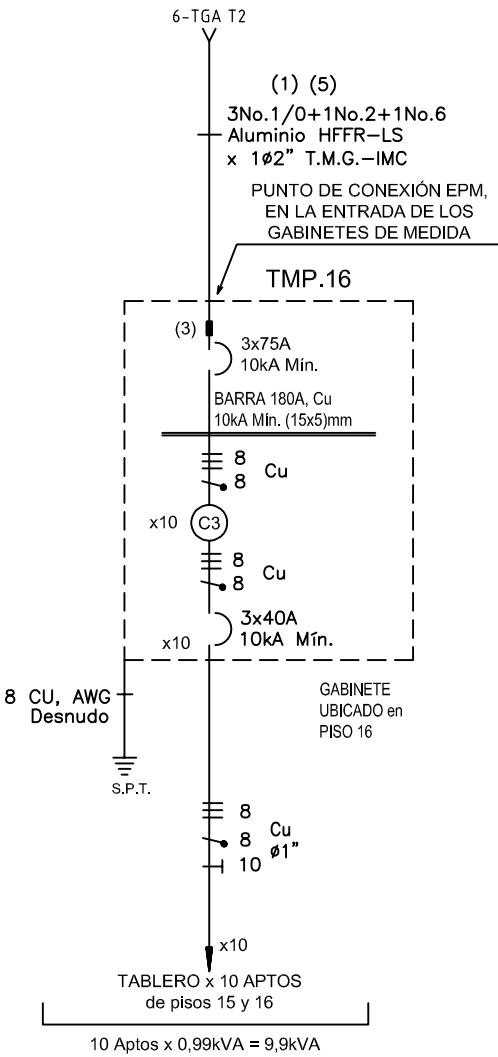 6-TGA T2
(1) (5)
3No.1/0+1No.2+1No.6
Aluminio HFFR-LS
x 1ø2" T.M.G.-IMC
PUNTO DE CONEXIÓN EPM,
EN LA ENTRADA DE LOS
GABINETES DE MEDIDA
TMP.16
(3)
3x75A
10kA Mín.
BARRA 180A, Cu
10kA Mín. (15x5)mm
8
8
Cu
x10
C3
8
8
Cu
3x40A
10kA Mín.
x10
8 CU, AWG
Desnudo
S.P.T.
GABINETE
UBICADO en
PISO 16
8
8
Cu
ø1"
10
x10
TABLERO x 10 APTOS
de pisos 15 y 16
10 Aptos x 0,99kVA = 9,9kVA